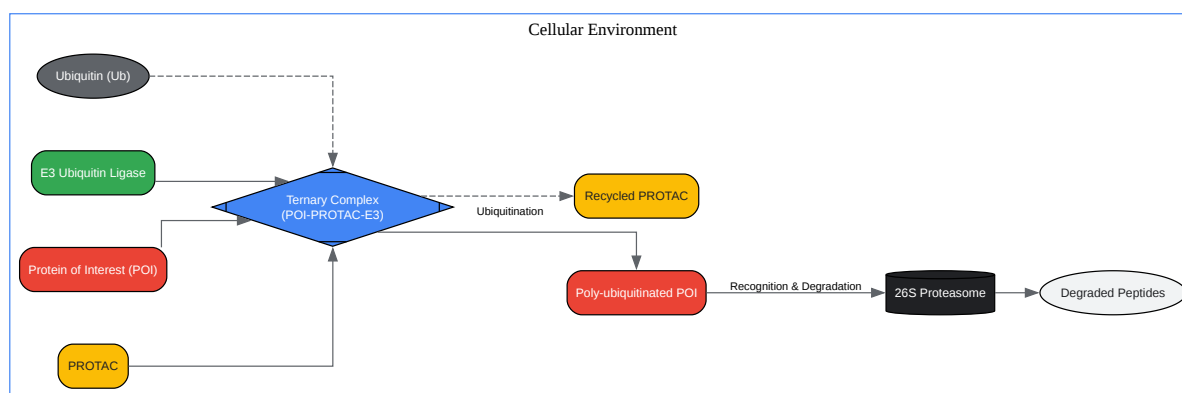 Cellular Environment
Ubiquitin (Ub)
E3 Ubiquitin Ligase
Ternary Complex
(POI-PROTAC-E3)
Recycled PROTAC
Ubiquitination
Protein of Interest (POI)
Poly-ubiquitinated POI
Recognition & Degradation
26S Proteasome
Degraded Peptides
PROTAC